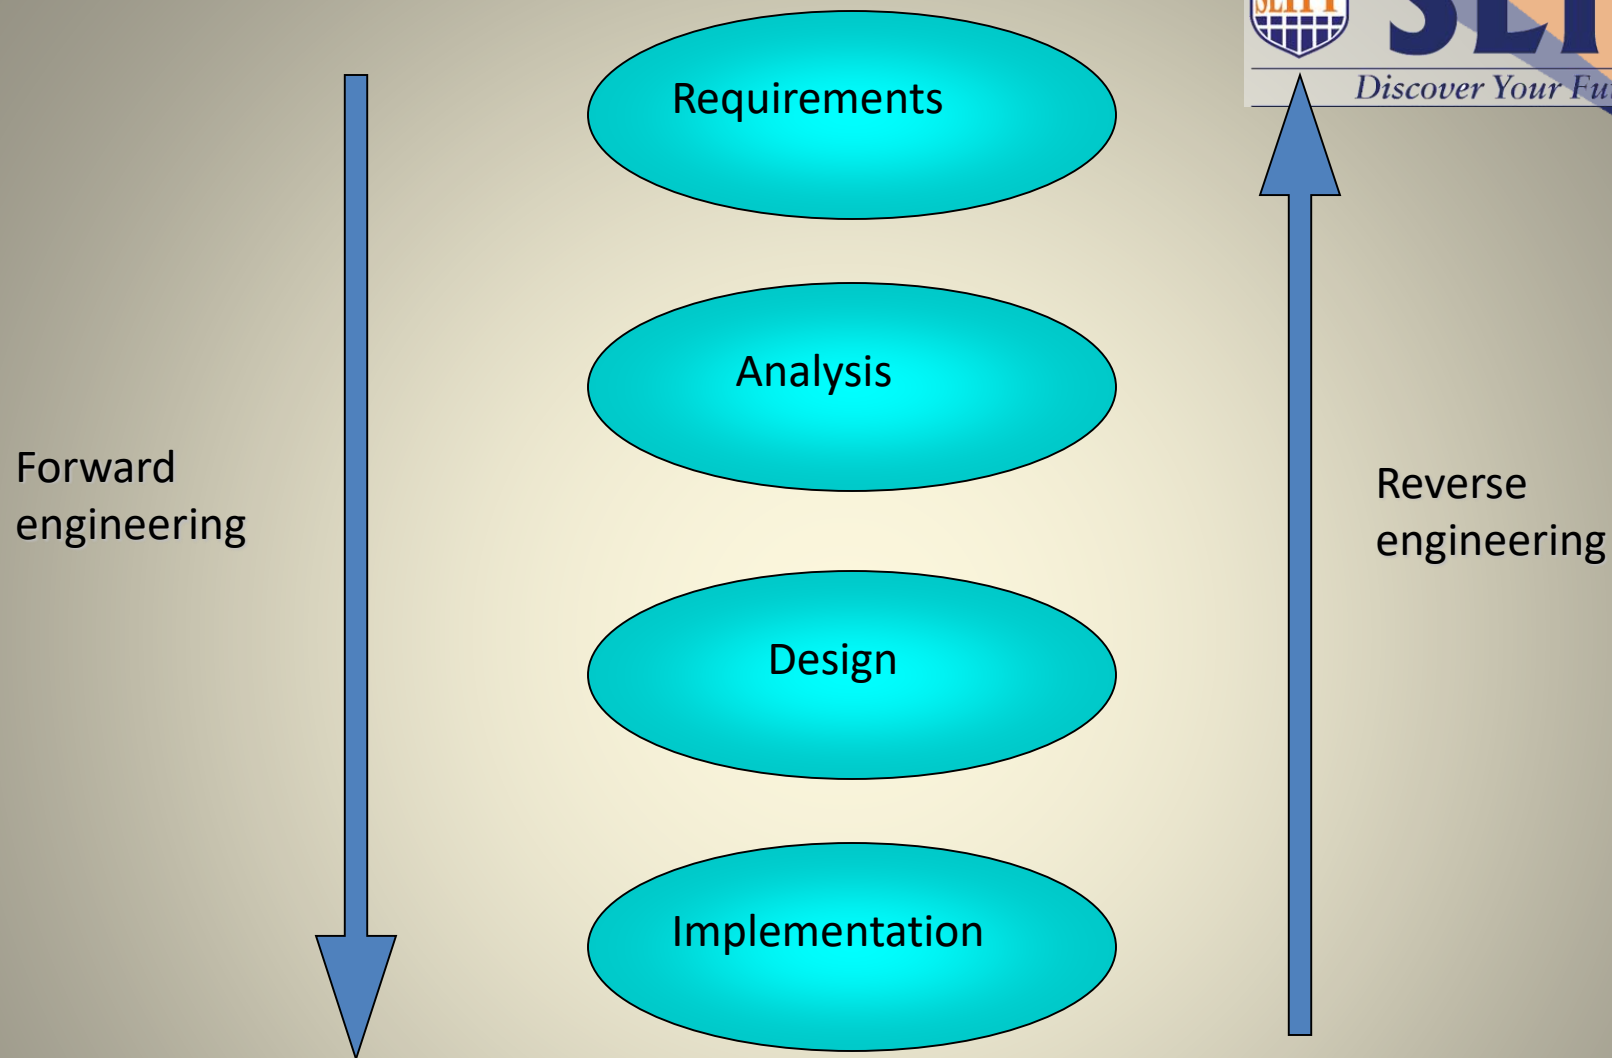 Requirements
Discover Your
Analysis
Forward
engineering
Reverse
engineering
Design
Implementation